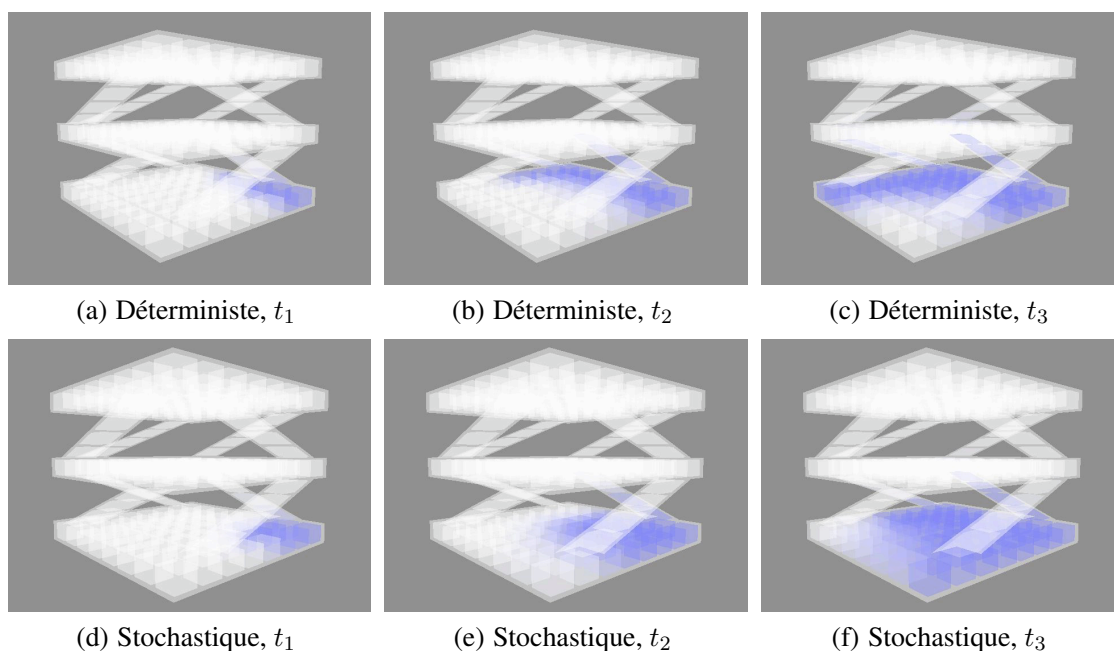 (a) Déterministe, t₁
(b) Déterministe, t₂
(c) Déterministe, t₃
(d) Stochastique, t₁
(e) Stochastique, t₂
(f) Stochastique, t₃